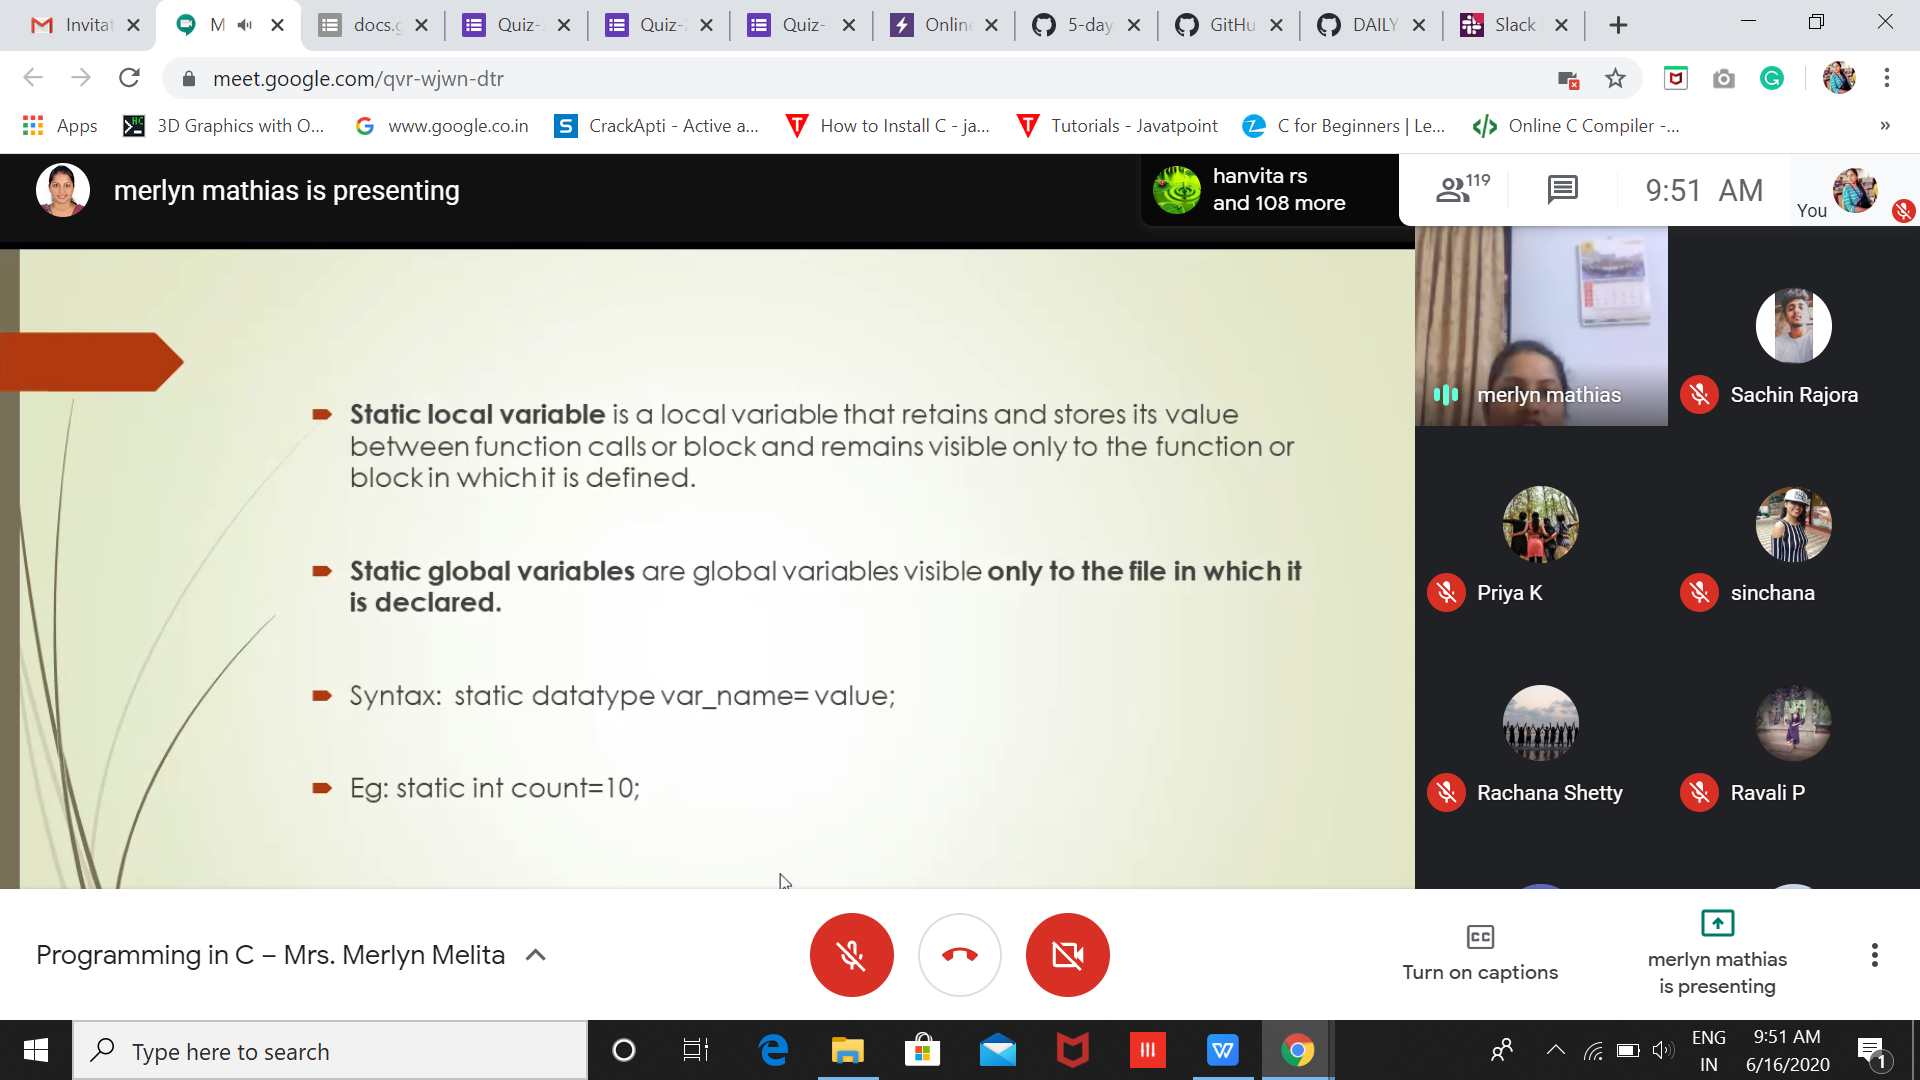 Invitat
M
docs.g
Quiz-
Quiz-
Quiz-
Onlin
5-day
GitHu
DAILY
Slack
meet.google.com/qvr-wjwn-dtr
Apps
3D Graphics with O...
www.google.co.in
CrackApti - Active a...
How to Install C - ja...
Tutorials - Javatpoint
C for Beginners | Le...
Online C Compiler -...
merlyn mathias is presenting
hanvita rs
and 108 more
119
9:51 AM
You
Static local variable is a local variable that retains and stores its value
between function calls or block and remains visible only to the function or
block in which it is defined.
Static global variables are global variables visible only to the file in which it
is declared.
Syntax: static datatype var_name= value;
Eg: static int count=10;
merlyn mathias
Sachin Rajora
Priya K
sinchana
Rachana Shetty
Ravali P
Programming in C – Mrs. Merlyn Melita
Turn on captions
merlyn mathias
is presenting
Type here to search
ENG
IN
9:51 AM
6/16/2020
1